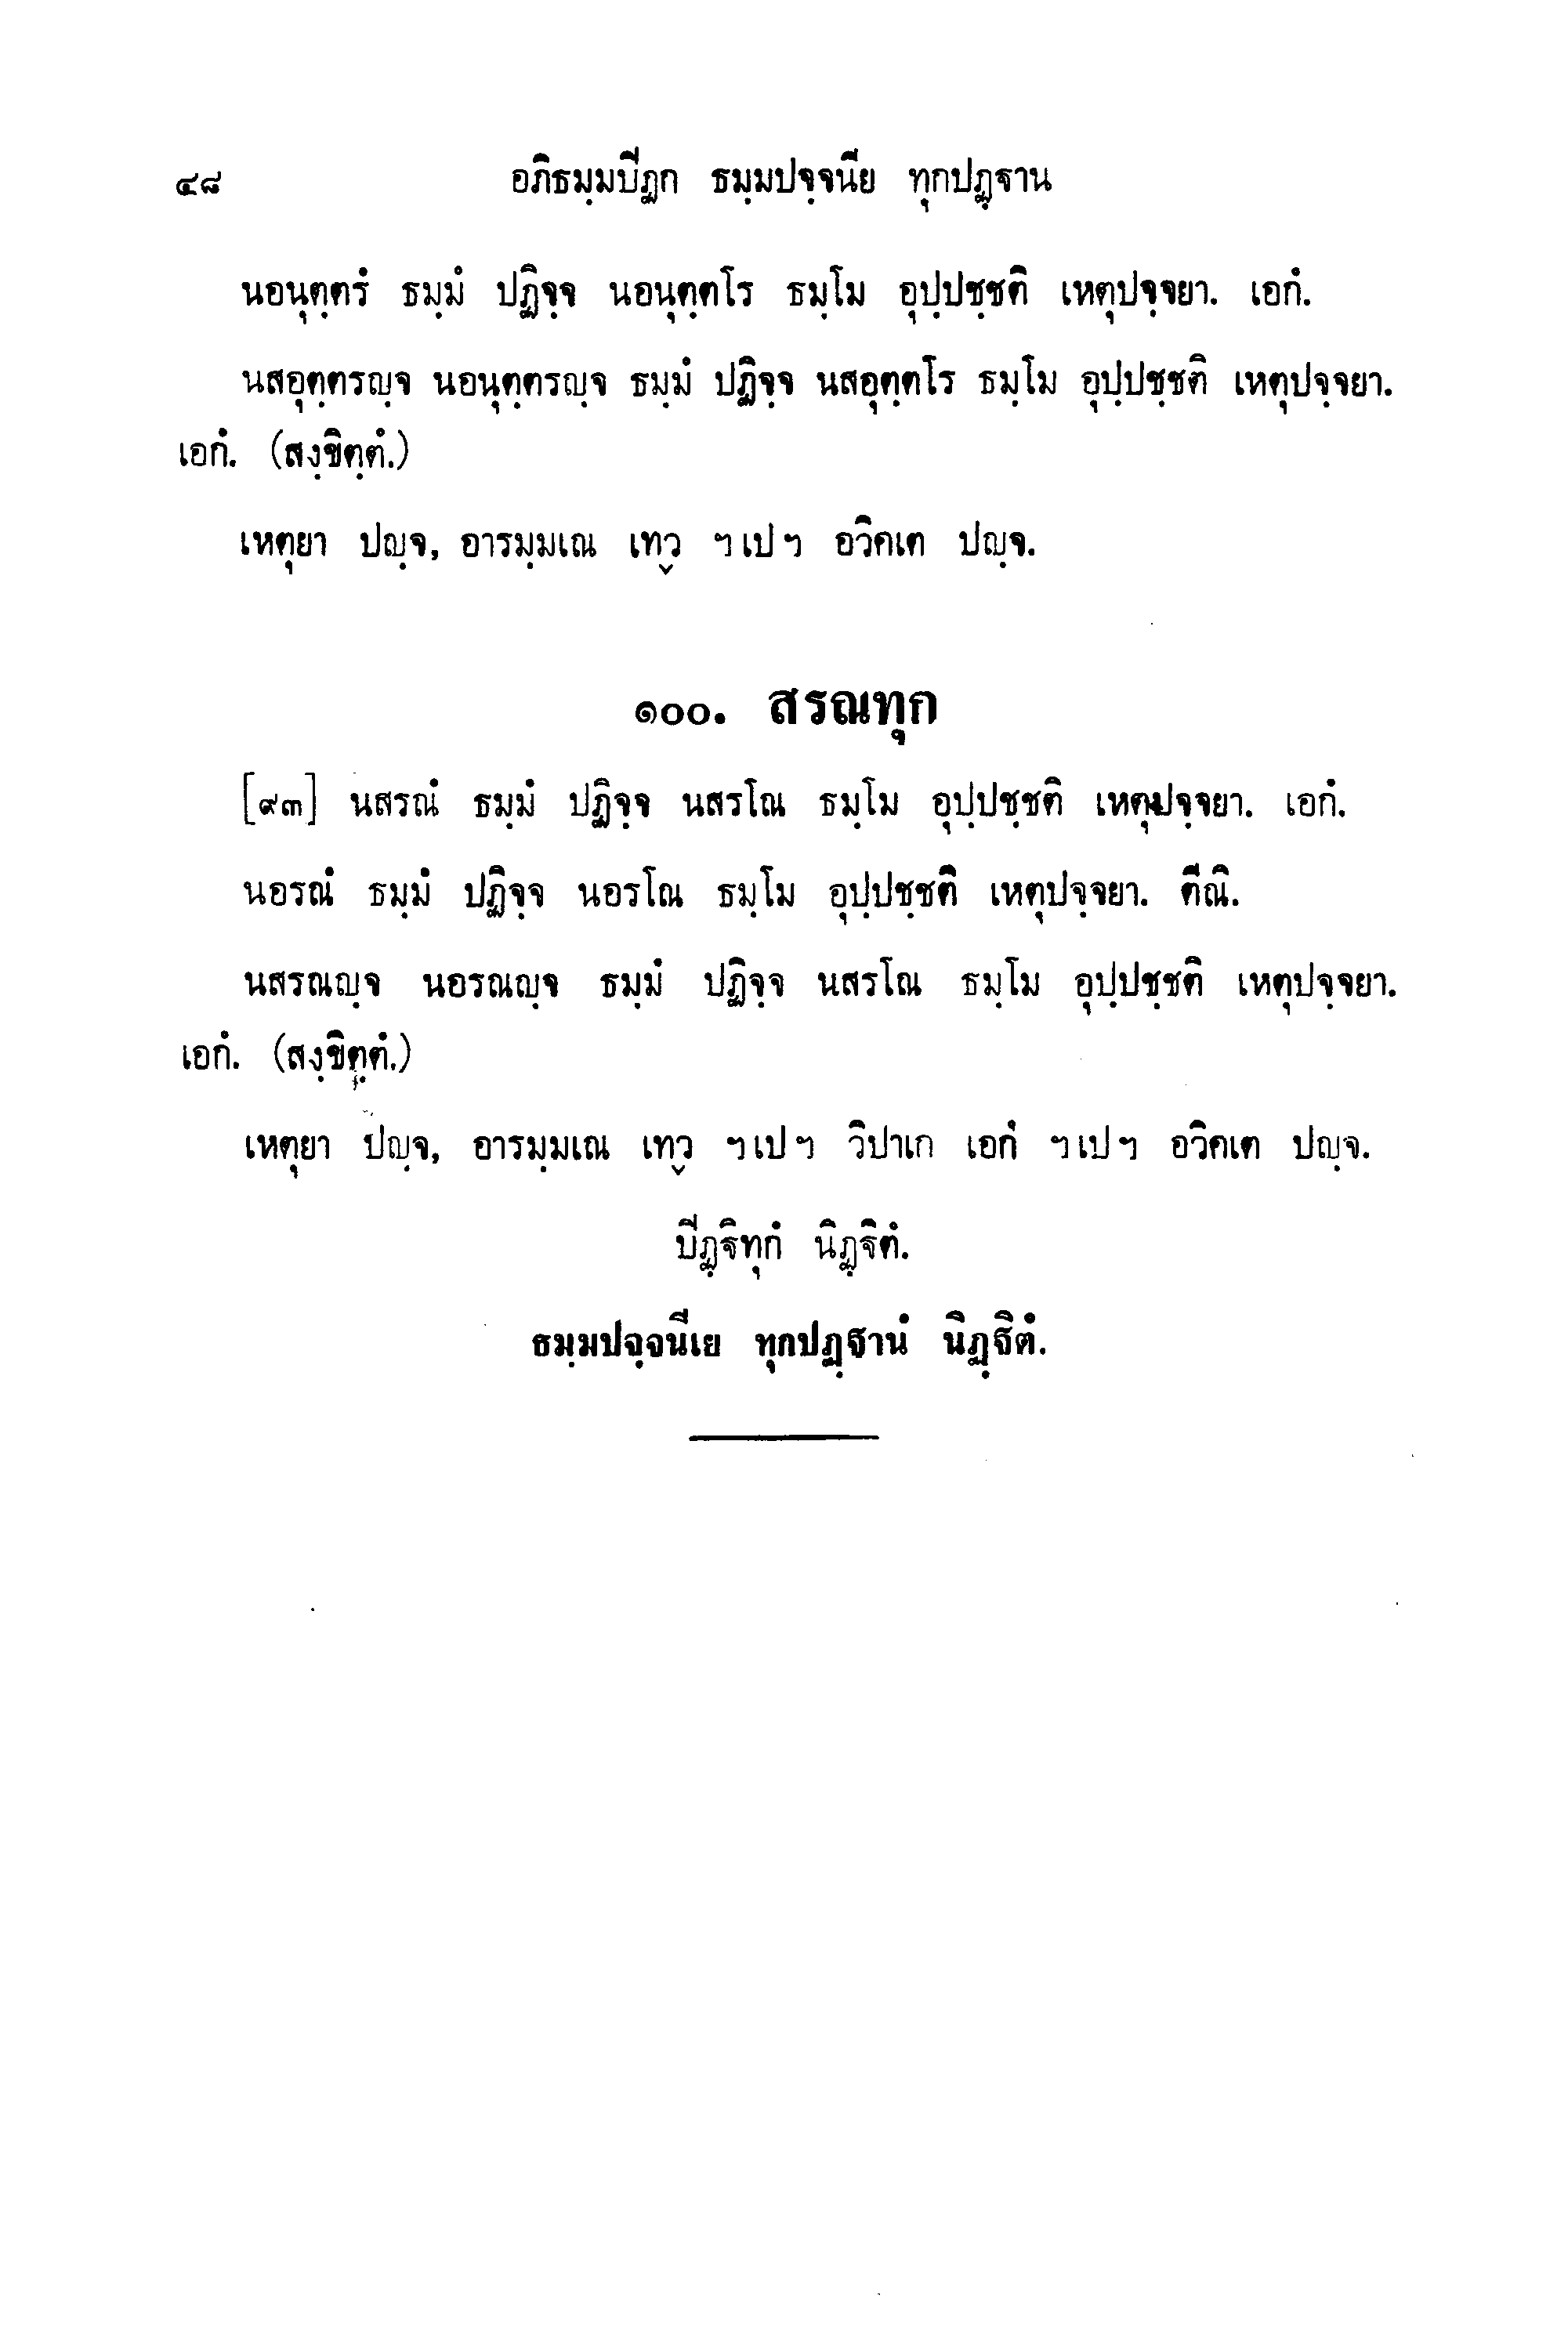 ๔๘ อภิธมฺมปีฏก ธมฺมปจฺจนีย ทุกปฏฺฐาน
นอนุตฺตรํ ธมฺมํ ปฏิจฺจ นอนุตฺตโร ธมฺโม อุปฺปชฺชติ เหตุปจฺจยา. เอกํ.
นสอุตฺตรญฺจ นอนุตฺตรญฺจ ธมฺมํ ปฏิจฺจ นสอุตฺตโร ธมฺโม อุปฺปชฺชติ เหตุปจฺจยา.
เอกํ. (สงฺขิตฺตํ.)
เหตุยา ปญฺจ, อารมฺมเณ เทฺว ฯ เป ฯ อวิคเต ปญฺจ.
๑๐๐. สรณทุก
[๙๓] นสรณํ ธมฺมํ ปฏิจฺจ นสรโณ ธมฺโม อุปฺปชฺชติ เหตุปจฺจยา. เอกํ.
นอรณํ ธมฺมํ ปฏิจฺจ นอรโณ ธมฺโม อุปฺปชฺชติ เหตุปจฺจยา. ตีณิ.
นสรณญฺจ นอรณญฺจ ธมฺมํ ปฏิจฺจ นสรโณ ธมฺโม อุปฺปชฺชติ เหตุปจฺจยา.
เอกํ. (สงฺขิตฺตํ.)
เหตุยา ปญฺจ, อารมฺมเณ เทฺว ฯ เป ฯ วิปาเก เอกํ ฯ เป ฯ อวิคเต ปญฺจ.
ปีฏฺฐิทุกํ นิฏฺฐิตํ.
ธมฺมปจฺจนีเย ทุกปฏฺฐานํ นิฏฺฐิตํ.